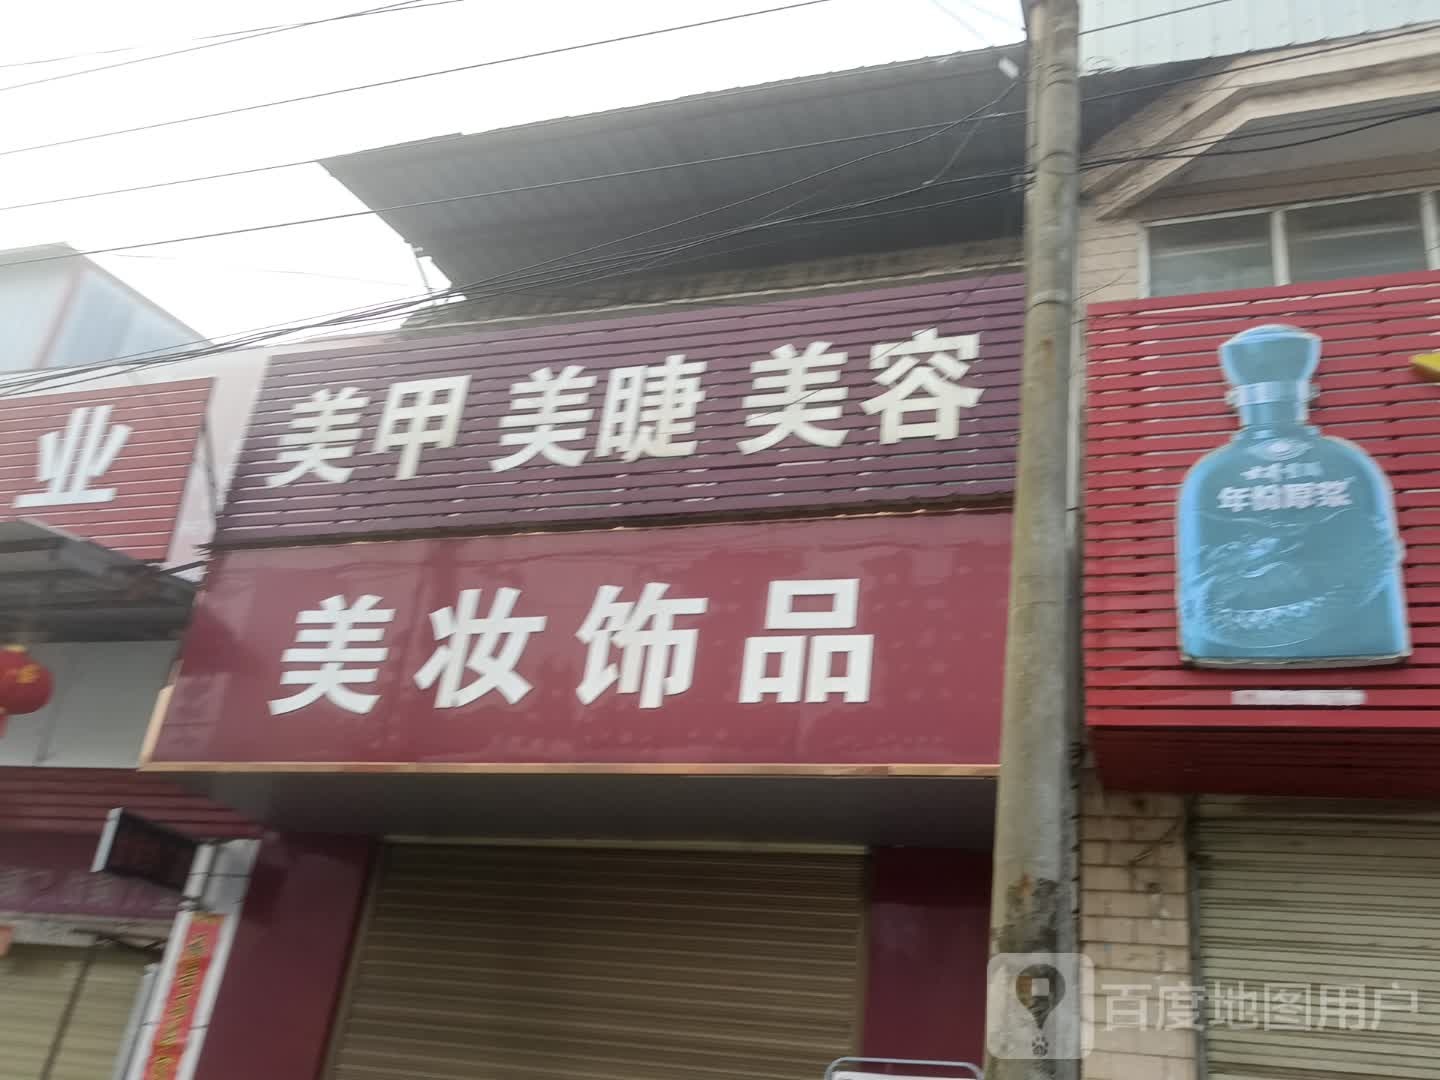 美甲 美睫 美容
美妆饰品
业
年份原浆
百度地图用户